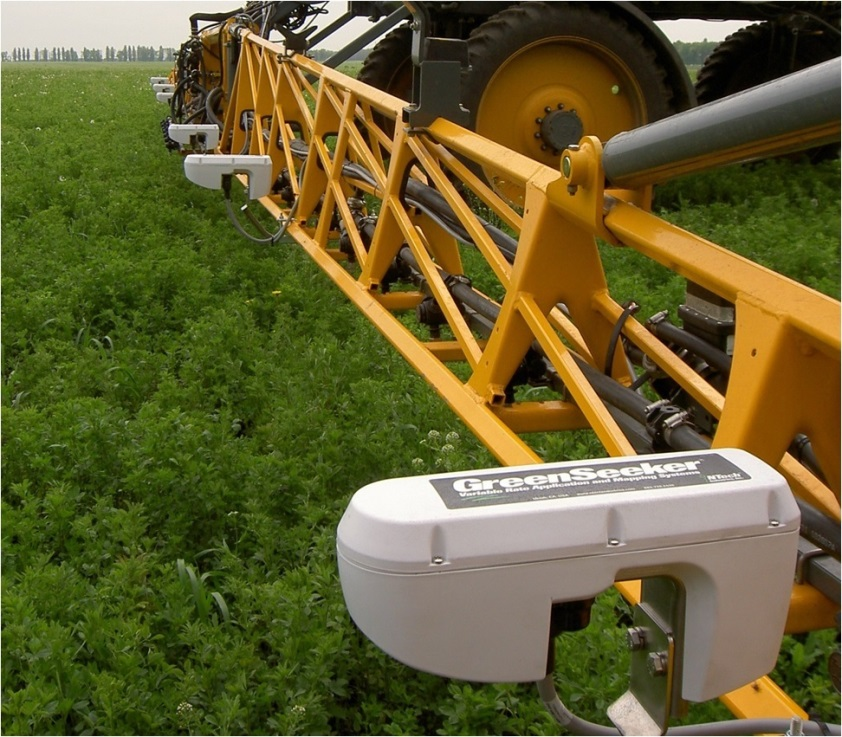 GreenSeeker
Variable Rate Application and Mapping Systems
NTech